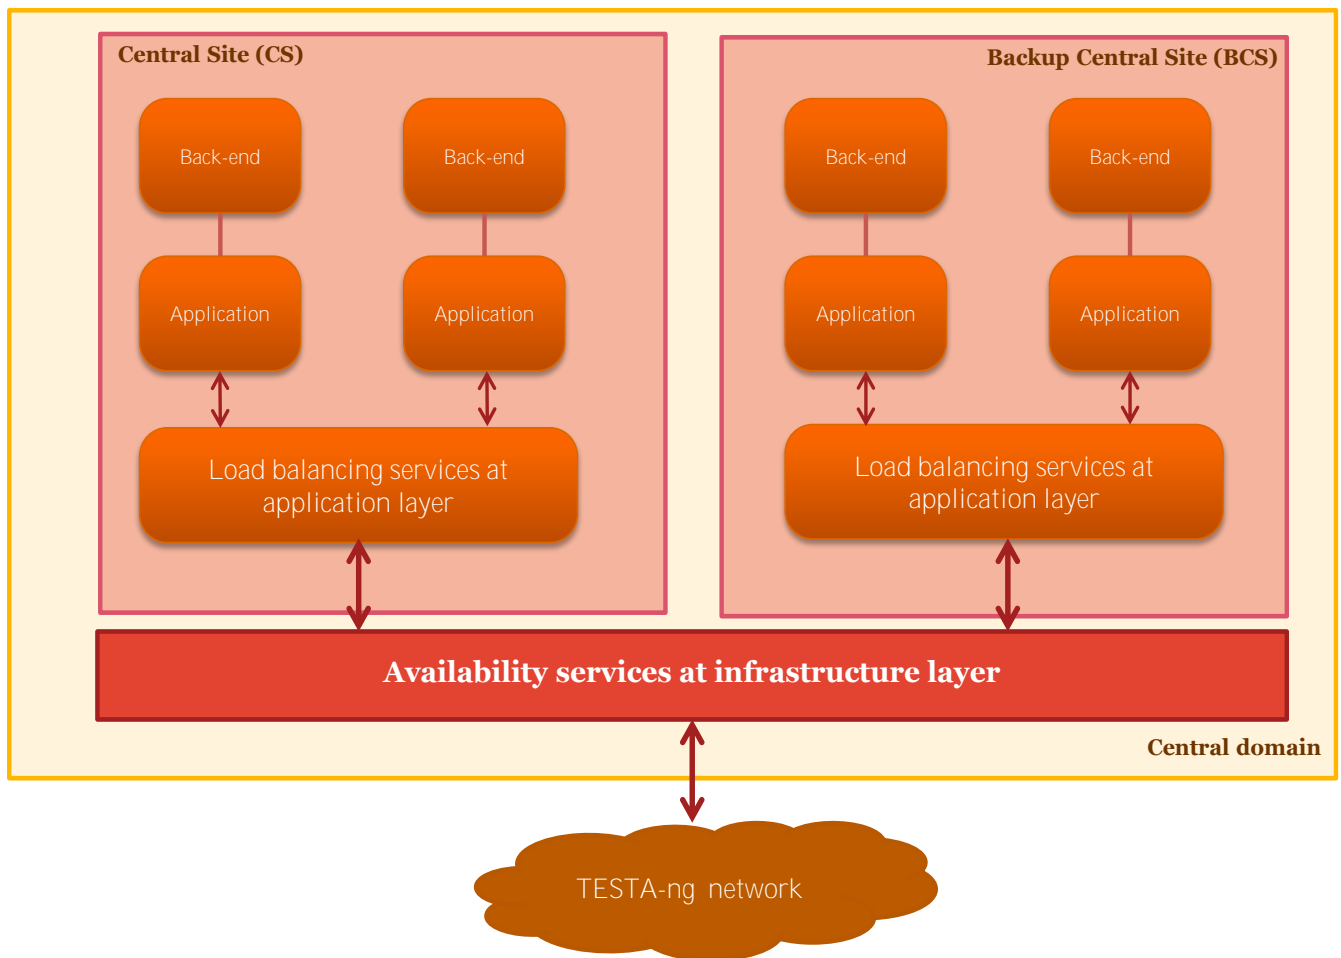 Central Site (CS)
Back-end
Back-end
Application
Application
Load balancing services at
application layer
Backup Central Site (BCS)
Back-end
Back-end
Application
Application
Load balancing services at
application layer
Availability services at infrastructure layer
Central domain
TESTA-ng network